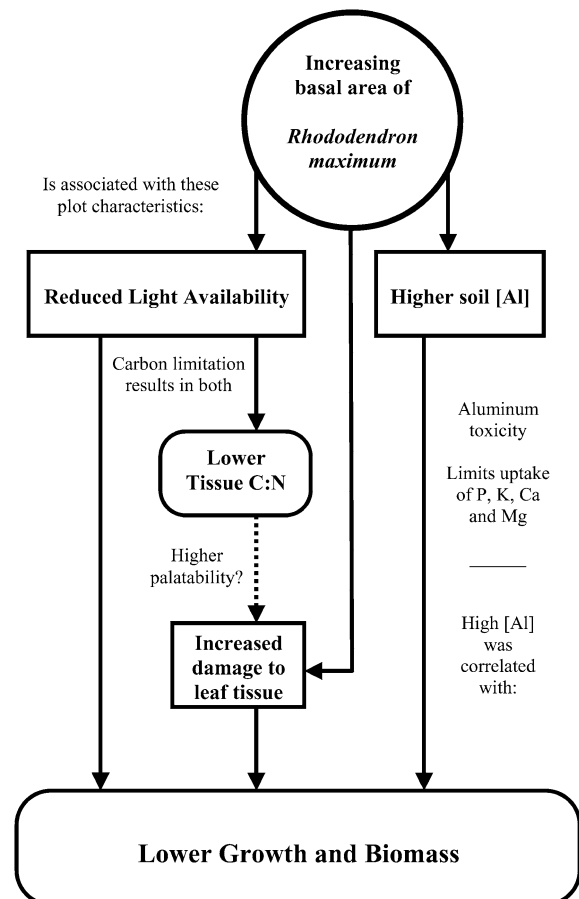 Increasing
basal area of
Rhododendron
maximum
Is associated with these
plot characteristics:
Reduced Light Availability
Higher soil [Al]
Carbon limitation
results in both
Aluminum
toxicity
Lower
Tissue C:N
Limits uptake
of P, K, Ca
and Mg
Higher
palatability?
Increased
damage to
leaf tissue
High [Al]
was
correlated
with:
Lower Growth and Biomass